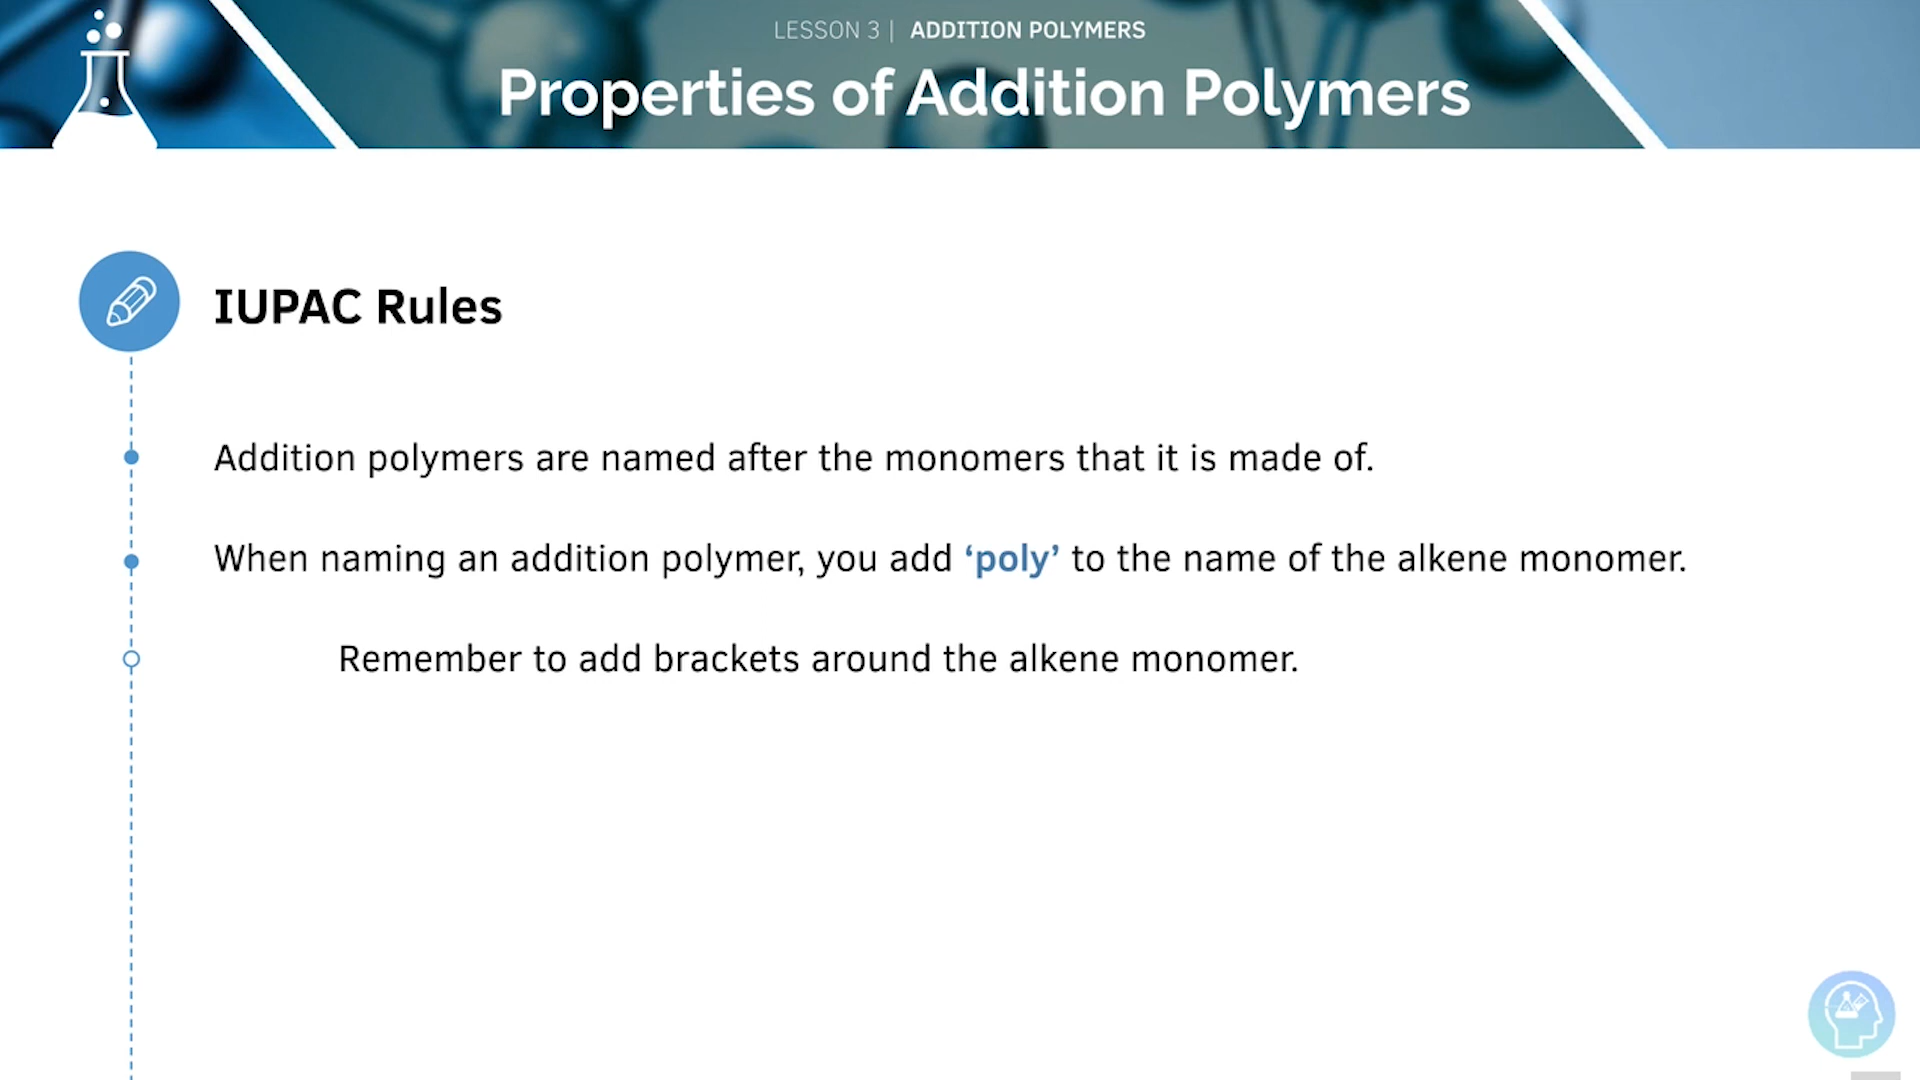 LESSON 3 | ADDITION POLYMERS
Properties of Addition Polymers
IUPAC Rules
Addition polymers are named after the monomers that it is made of.
When naming an addition polymer, you add ‘poly’ to the name of the alkene monomer.
Remember to add brackets around the alkene monomer.